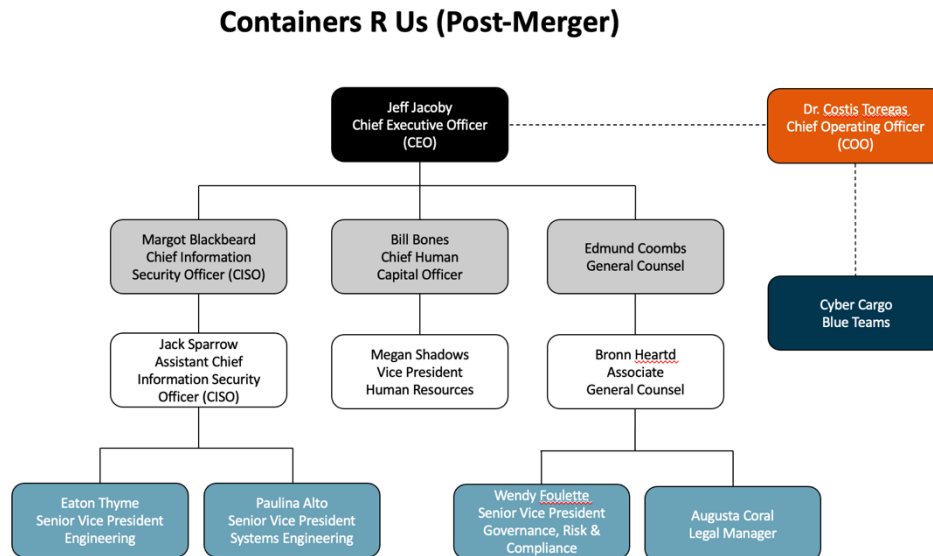 Containers R Us (Post-Merger)
Jeff Jacoby
Chief Executive Officer
(CEO)
Dr. Costis Toregas
Chief Operating Officer
(COO)
Margot Blackbeard
Chief Information
Security Officer (CISO)
Bill Bones
Chief Human
Capital Officer
Edmund Coombs
General Counsel
Cyber Cargo
Blue Teams
Jack Sparrow
Assistant Chief
Information Security
Officer (CISO)
Megan Shadows
Vice President
Human Resources
Bronn Heartd
Associate
General Counsel
Eaton Thyme
Senior Vice President
Engineering
Paulina Alto
Senior Vice President
Systems Engineering
Wendy Foulette
Senior Vice President
Governance, Risk &
Compliance
Augusta Coral
Legal Manager